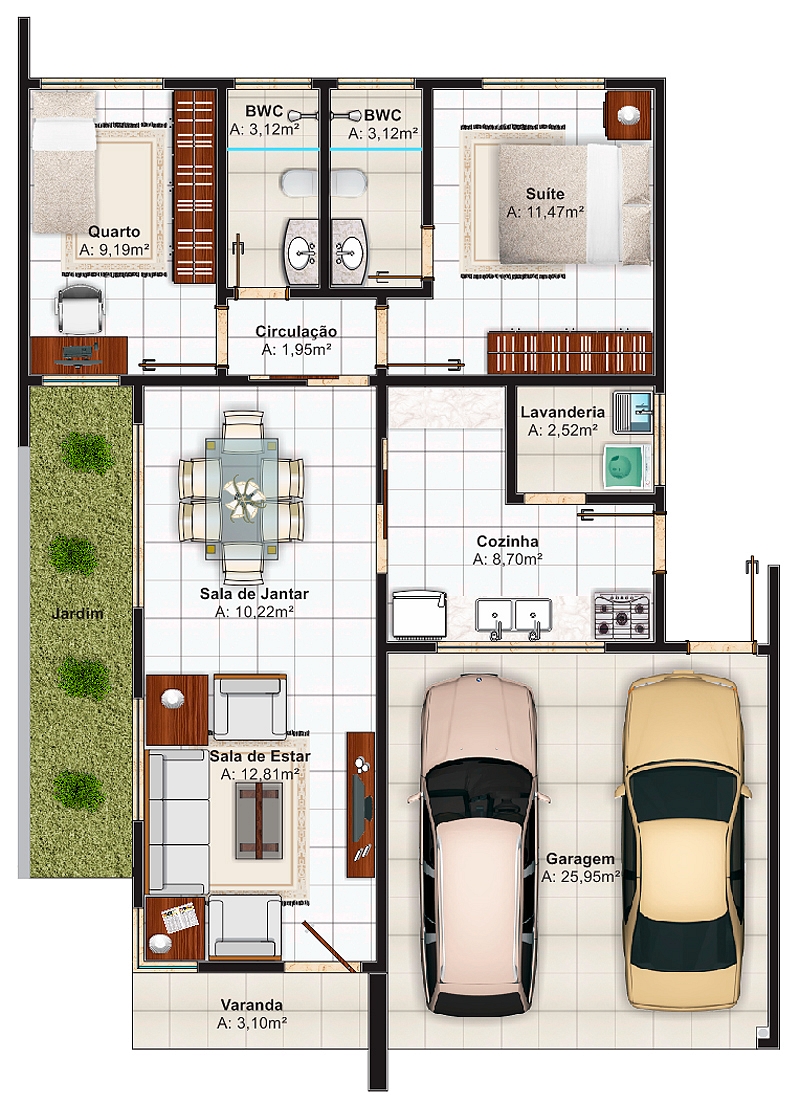 BWC
A: 3,12m²
BWC
A: 3,12m²
Suíte
A: 11,47m²
Quarto
A: 9,19m²
Circulação
A: 1,95m²
Lavanderia
A: 2,52m²
Cozinha
A: 8,70m²
Sala de Jantar
A: 10,22m²
Jardim
Sala de Estar
A: 12,81m²
Garagem
A: 25,95m²
Varanda
A: 3,10m²